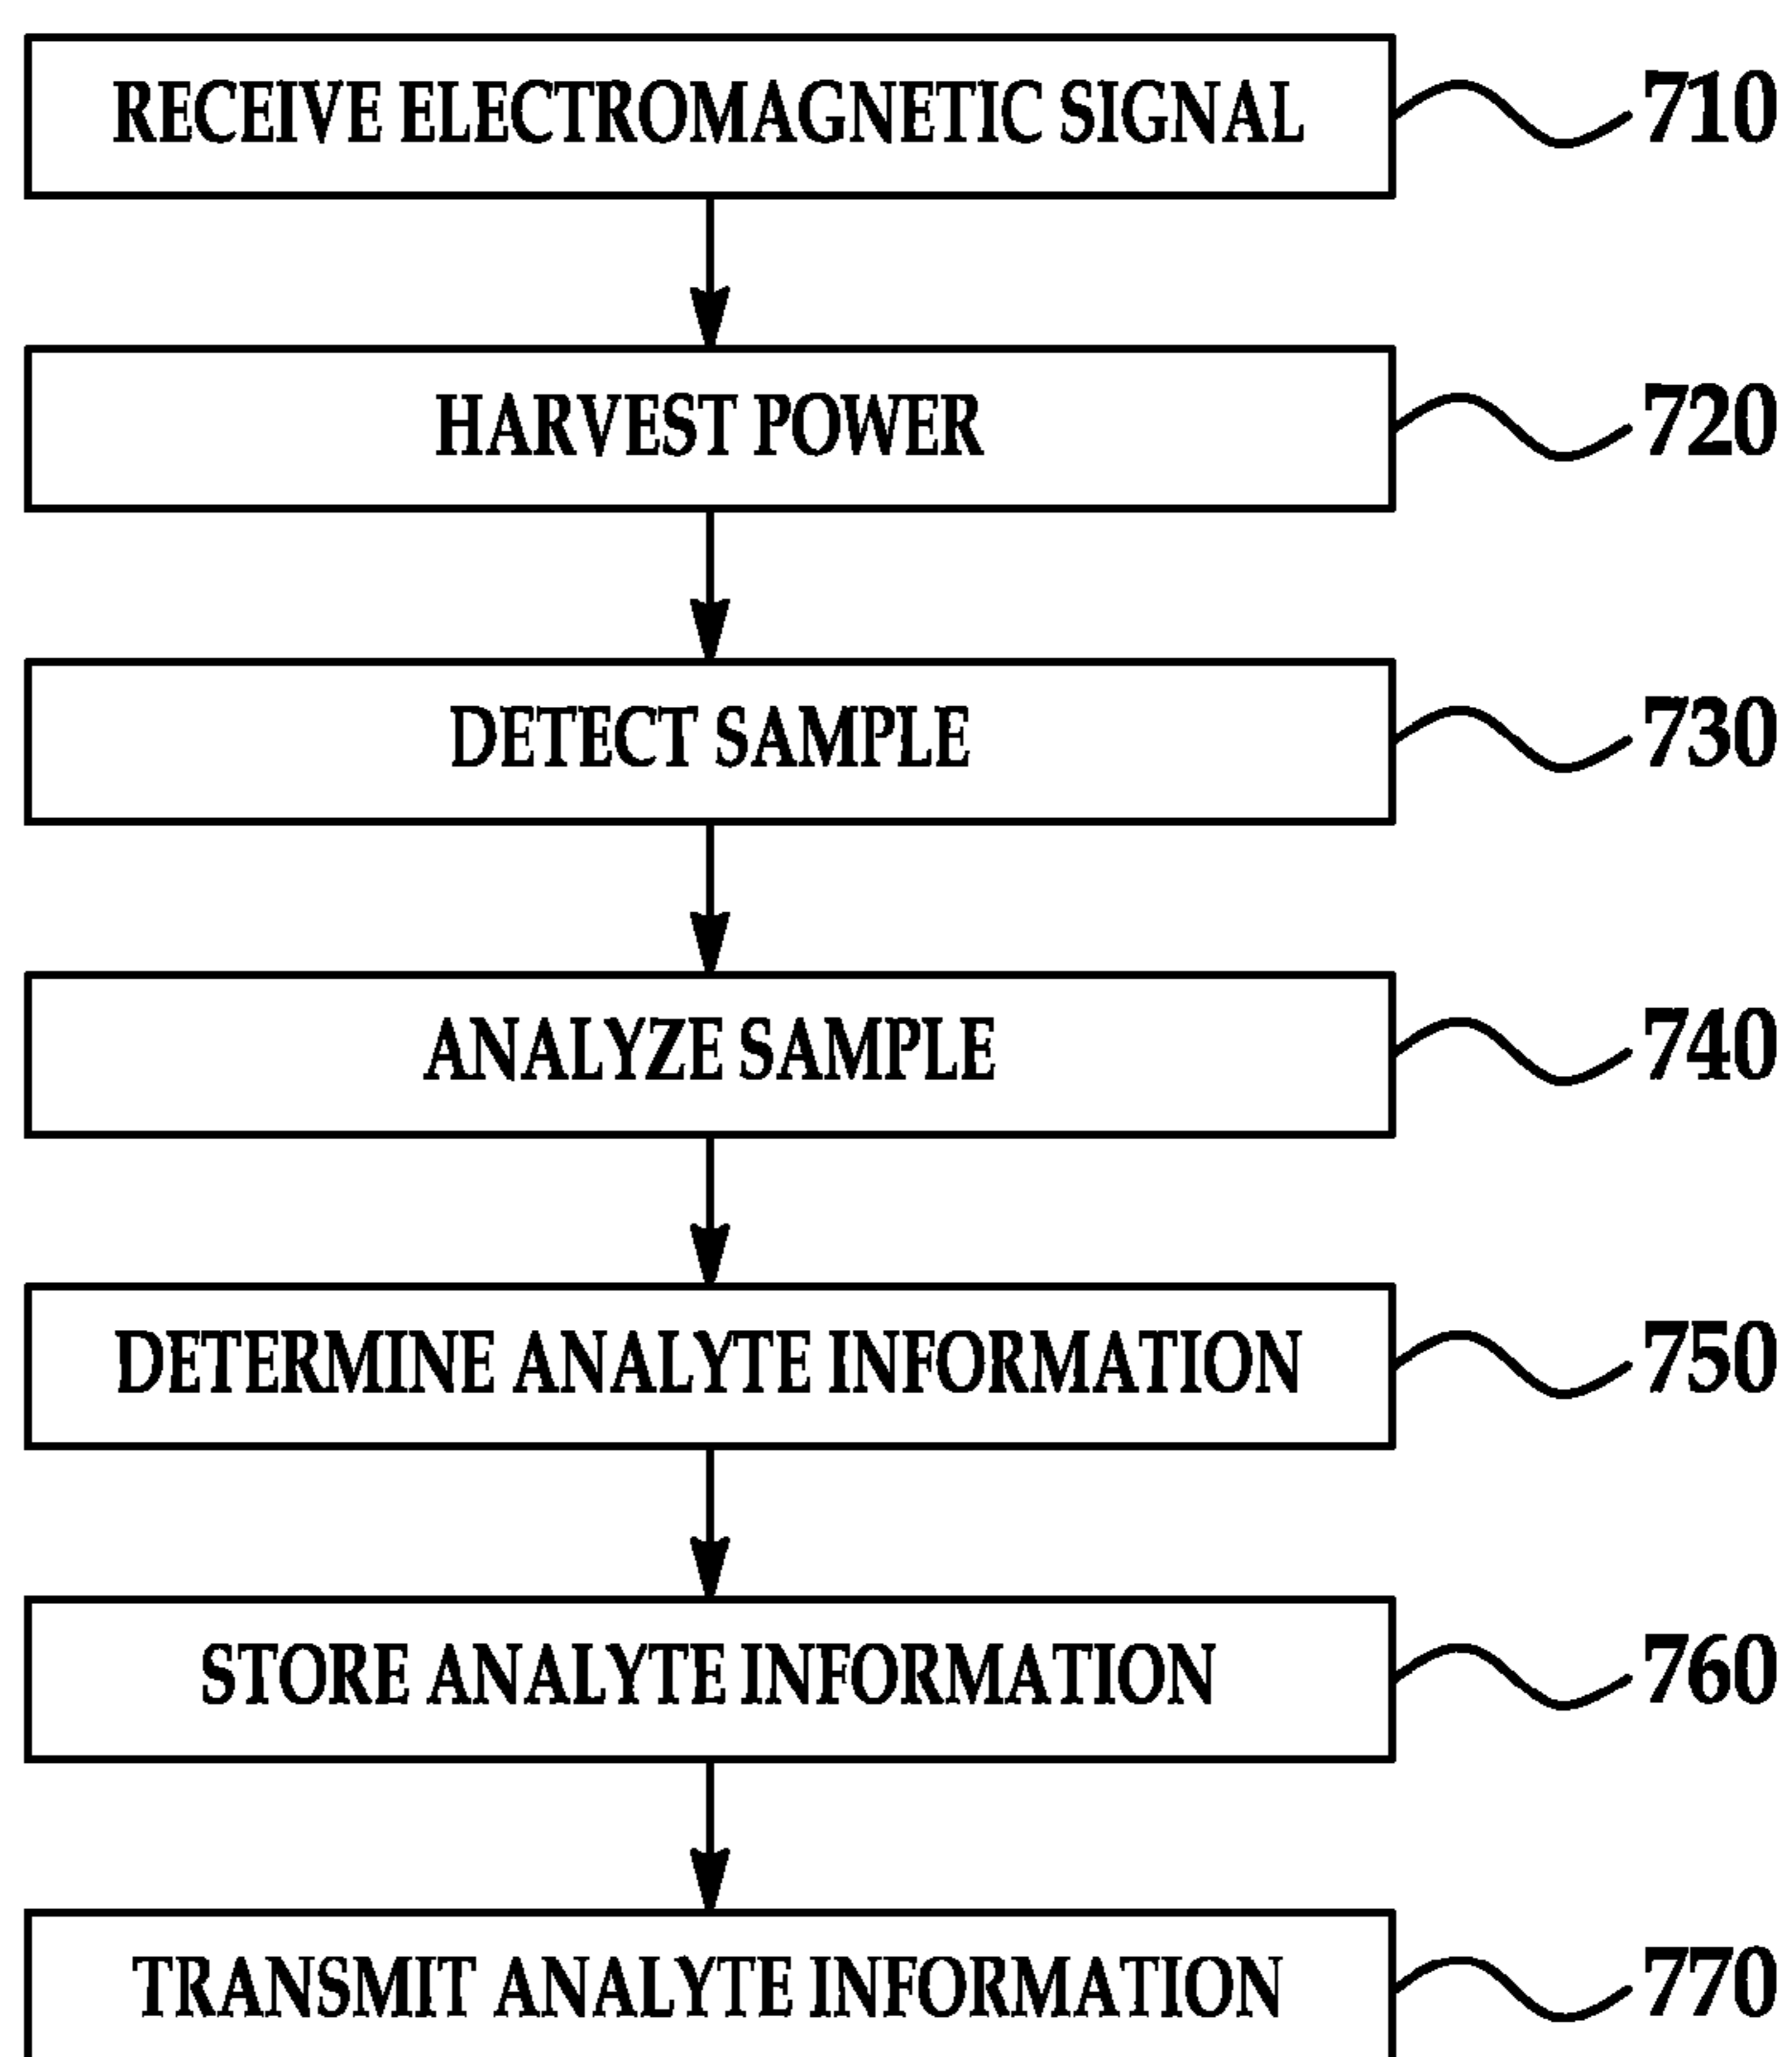 RECEIVE ELECTROMAGNETIC SIGNAL 710
HARVEST POWER 720
DETECT SAMPLE 730
ANALYZE SAMPLE 740
DETERMINE ANALYTE INFORMATION 750
STORE ANALYTE INFORMATION 760
TRANSMIT ANALYTE INFORMATION 770